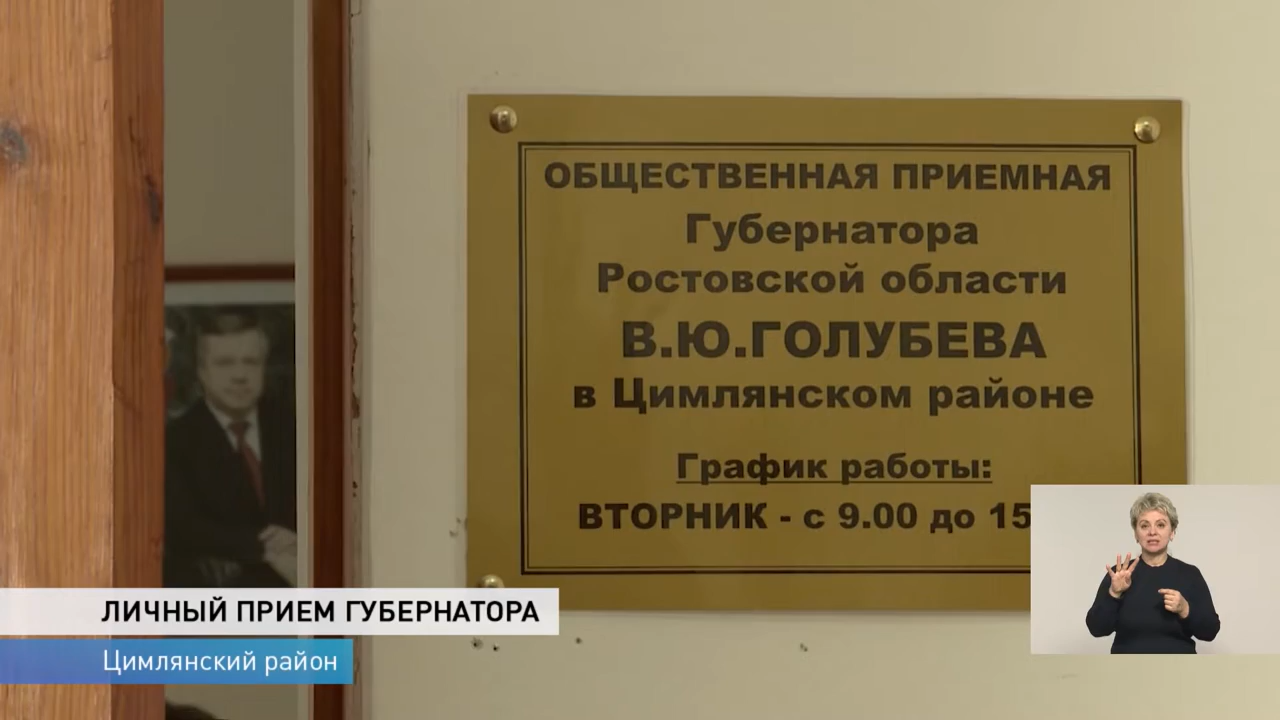 ОБЩЕСТВЕННАЯ ПРИЕМНАЯ
Губернатора
Ростовской области
В.Ю.ГОЛУБЕВА
в Цимлянском районе
График работы:
ВТОРНИК - с 9.00 до 15
ЛИЧНЫЙ ПРИЕМ ГУБЕРНАТОРА
Цимлянский район